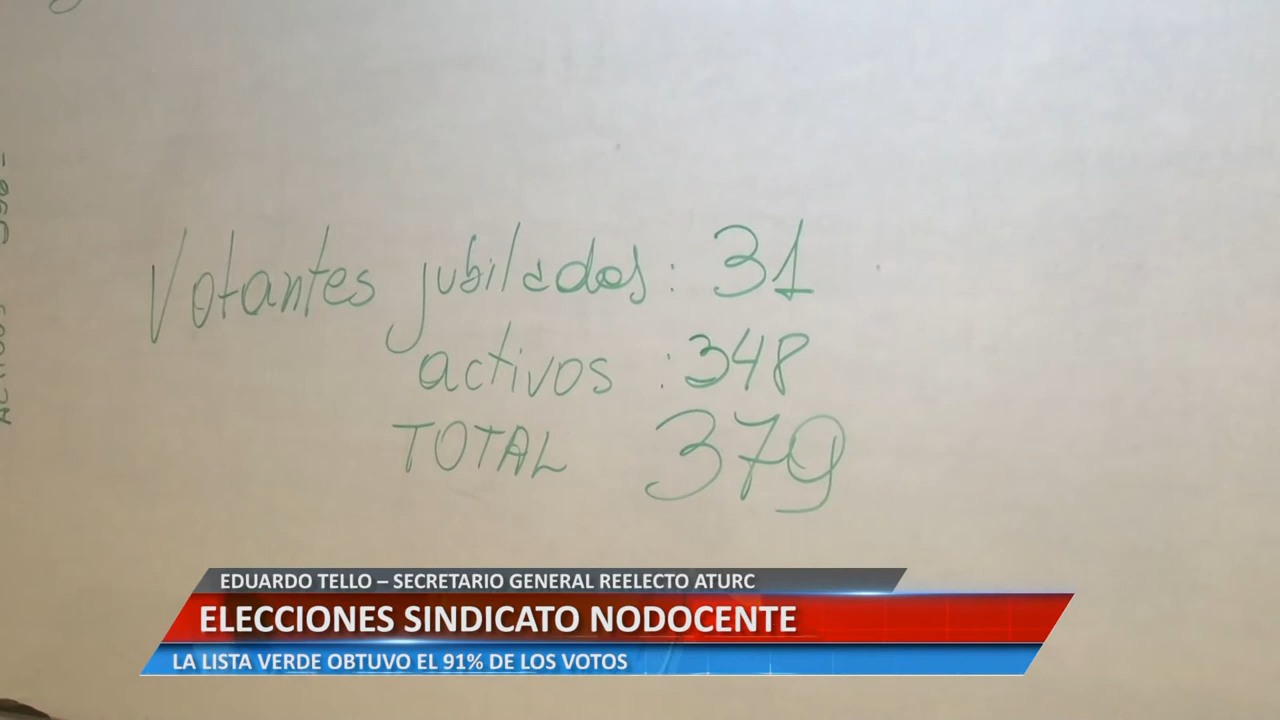 Votantes jubilados: 31
activos: 348
TOTAL 379
EDUARDO TELLO – SECRETARIO GENERAL REELECTO ATURC
ELECCIONES SINDICATO NODOCENTE
LA LISTA VERDE OBTUVO EL 91% DE LOS VOTOS